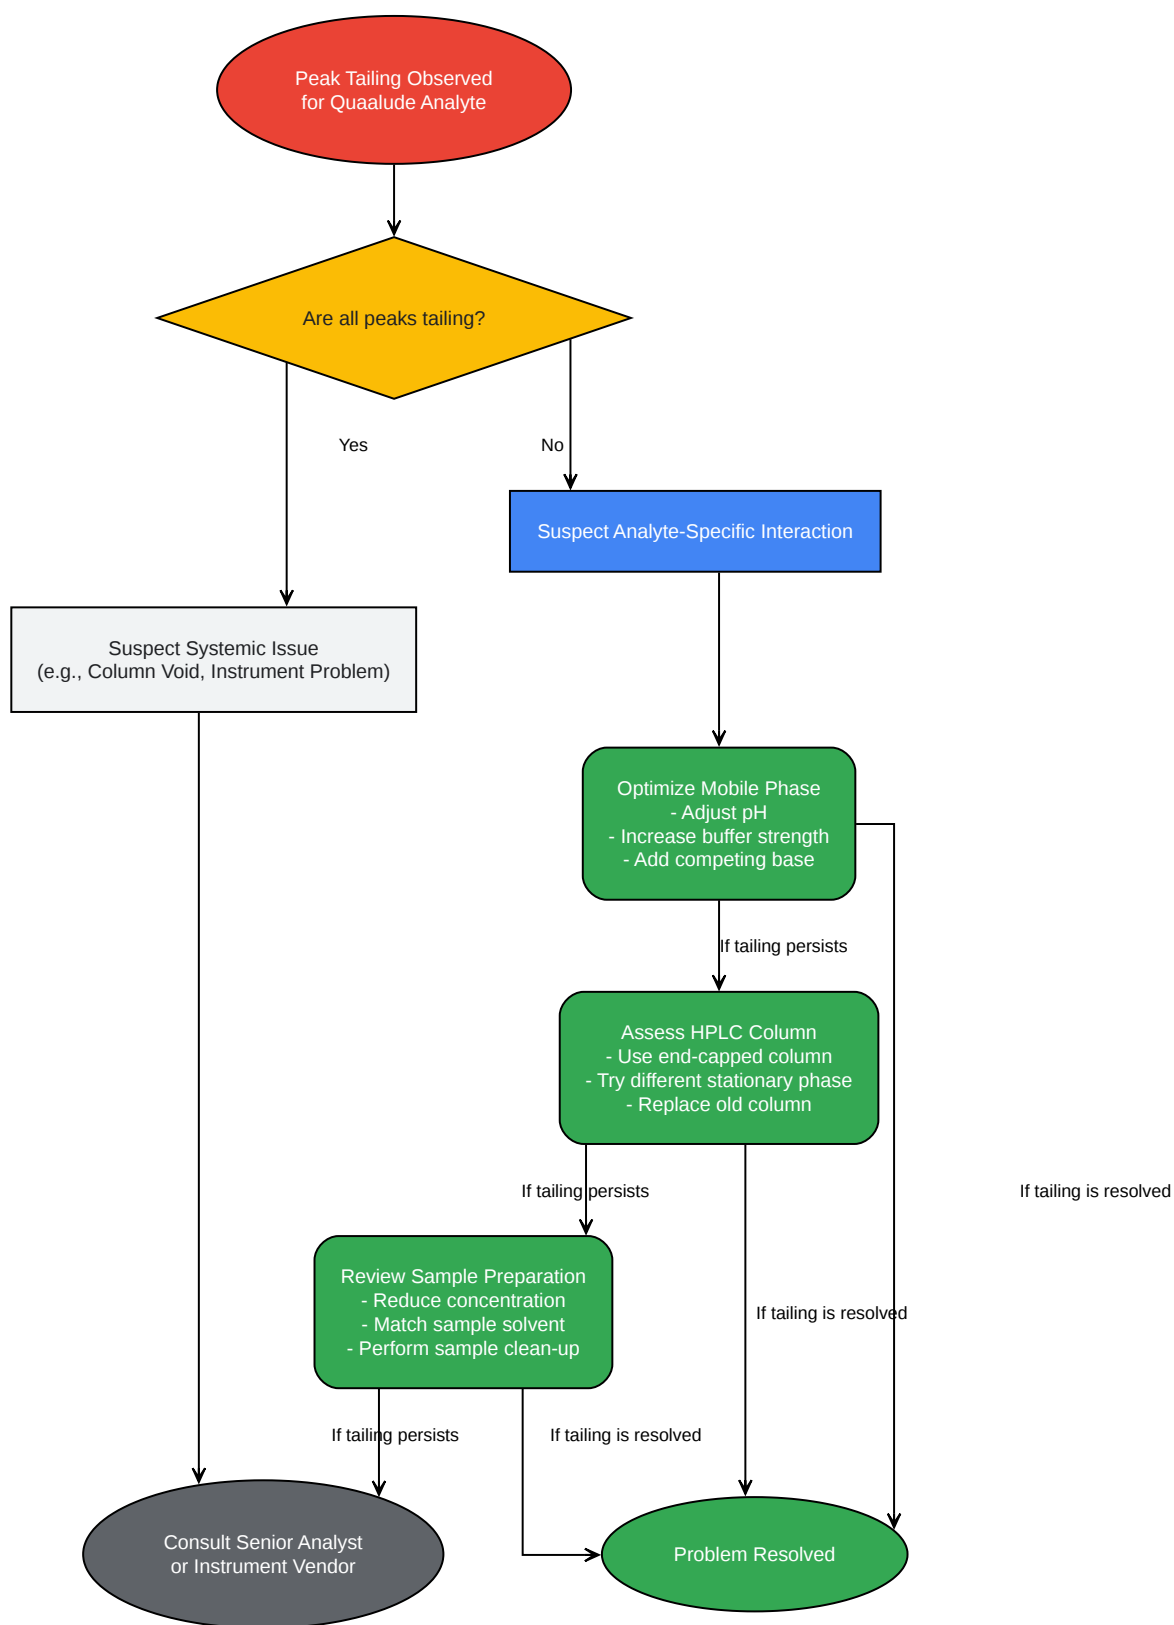 Peak Tailing Observed
for Quaalude Analyte
Are all peaks tailing?
Yes
No
Suspect Analyte-Specific Interaction
Suspect Systemic Issue
(e.g., Column Void, Instrument Problem)
Optimize Mobile Phase
- Adjust pH
- Increase buffer strength
- Add competing base
If tailing persists
Assess HPLC Column
- Use end-capped column
- Try different stationary phase
- Replace old column
If tailing persists
If tailing is resolved
Review Sample Preparation
- Reduce concentration
- Match sample solvent
- Perform sample clean-up
If tailing is resolved
If tailing persists
If tailing is resolved
Consult Senior Analyst
or Instrument Vendor
Problem Resolved